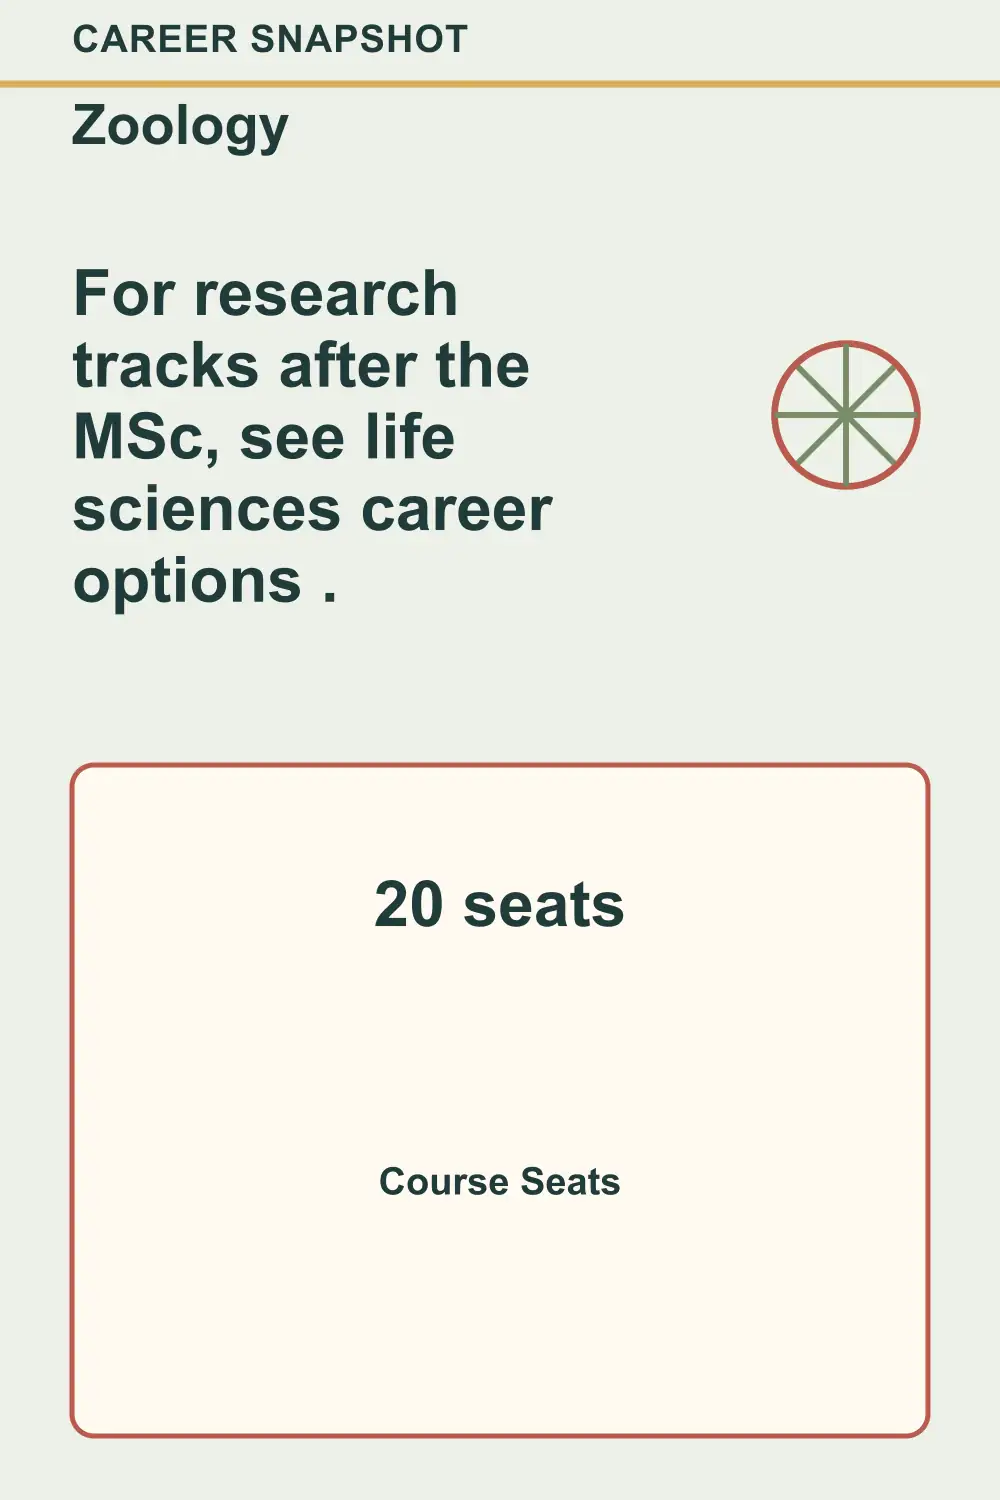 CAREER SNAPSHOT
Zoology
For research
tracks after the
MSc, see life
sciences career
options .
20 seats
Course Seats